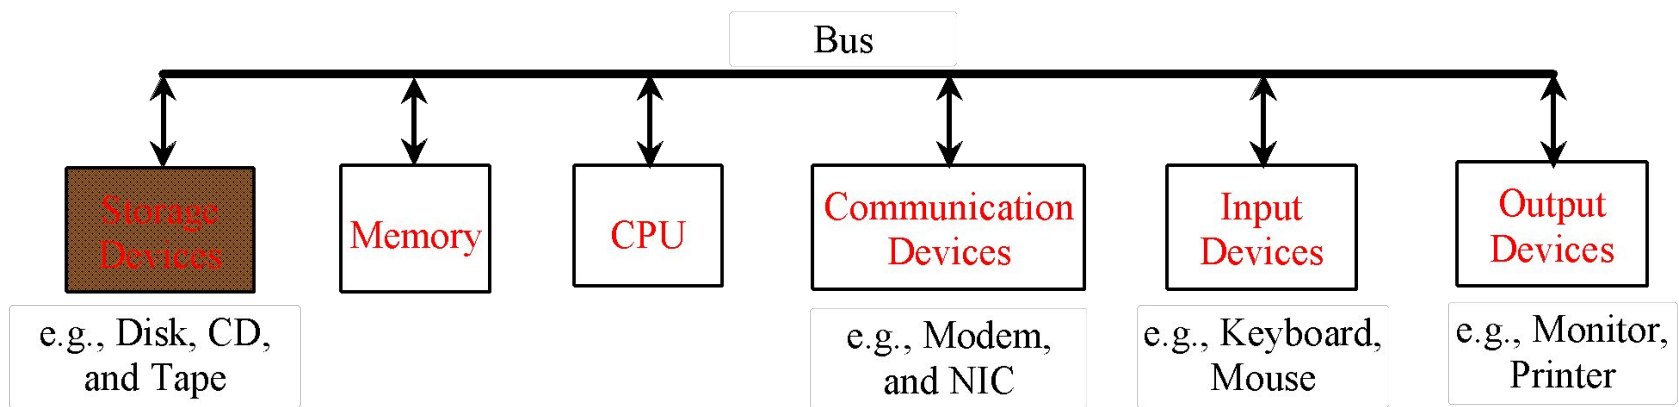 Bus
Storage
Devices
Memory
CPU
Communication
Devices
Input
Devices
Output
Devices
e.g., Disk, CD,
and Tape
e.g., Modem,
and NIC
e.g., Keyboard,
Mouse
e.g., Monitor,
Printer